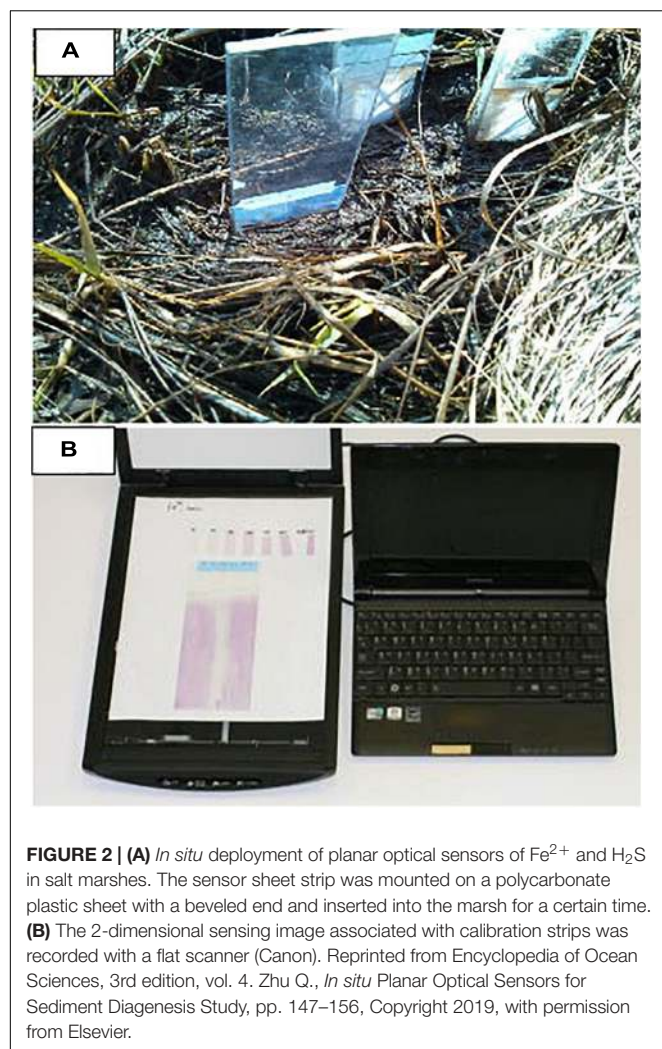 A
B
FIGURE 2 | (A) In situ deployment of planar optical sensors of Fe2+ and H2S
in salt marshes. The sensor sheet strip was mounted on a polycarbonate
plastic sheet with a beveled end and inserted into the marsh for a certain time.
(B) The 2-dimensional sensing image associated with calibration strips was
recorded with a flat scanner (Canon). Reprinted from Encyclopedia of Ocean
Sciences, 3rd edition, vol. 4. Zhu Q., In situ Planar Optical Sensors for
Sediment Diagenesis Study, pp. 147–156, Copyright 2019, with permission
from Elsevier.